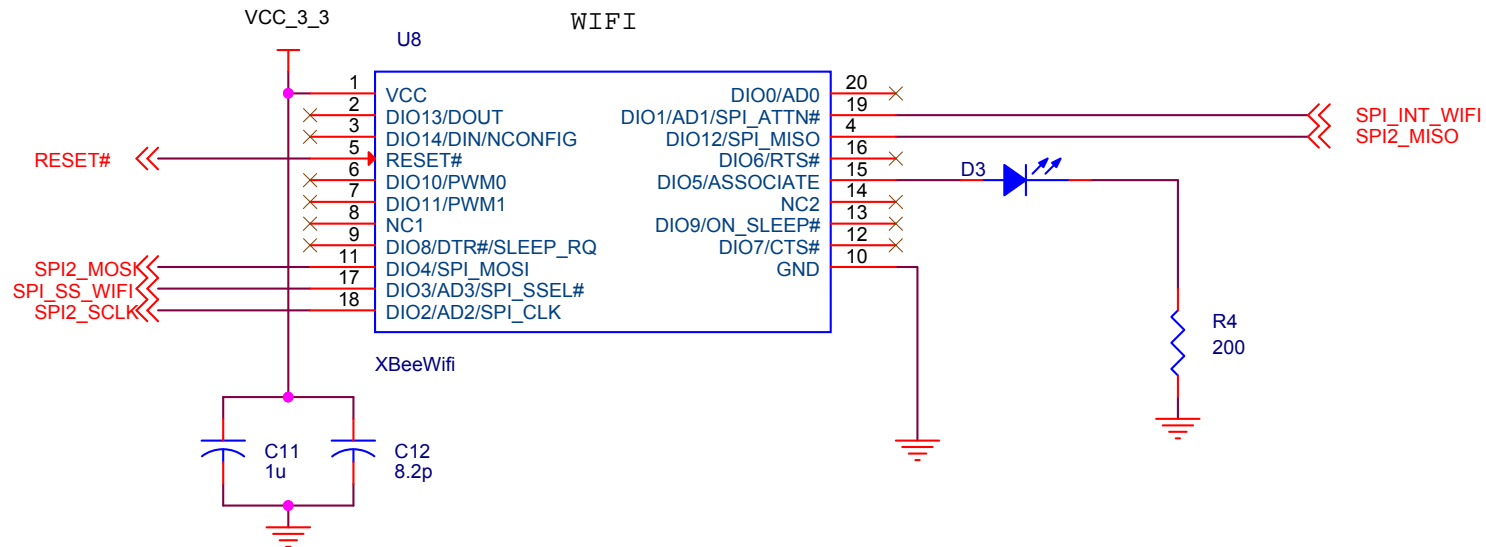 VCC_3_3
WIFI
U8
1 VCC
2 DIO13/DOUT
3 DIO14/DIN/NCONFIG
5 RESET#
6 DIO10/PWM0
7 DIO11/PWM1
8 NC1
9 DIO8/DTR#/SLEEP_RQ
11 DIO4/SPI_MOSI
17 DIO3/AD3/SPI_SSEL#
18 DIO2/AD2/SPI_CLK
DIO0/AD0 20
DIO1/AD1/SPI_ATTN# 19
DIO12/SPI_MISO 4
DIO6/RTS# 16
DIO5/ASSOCIATE 15
NC2 14
DIO9/ON_SLEEP# 13
DIO7/CTS# 12
GND 10
RESET#
SPI2_MOSI
SPI_SS_WIFI
SPI2_SCLK
SPI_INT_WIFI
SPI2_MISO
D3
R4
200
XBeeWifi
C11
1u
C12
8.2p